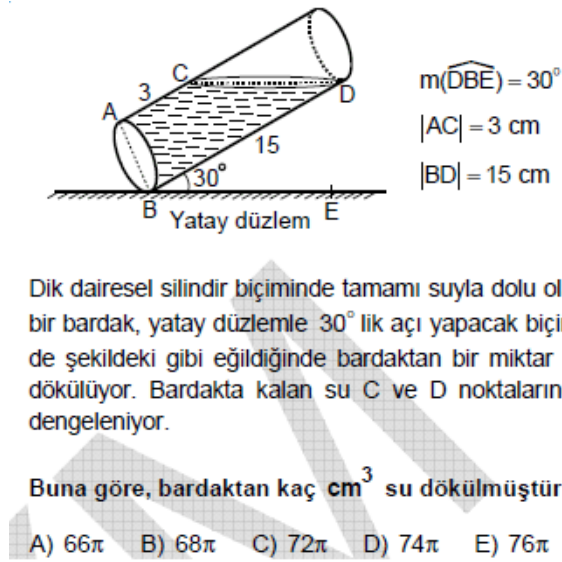 C
3
A
D
15
30°
B
E
Yatay düzlem
m(DBE) = 30°
|AC| = 3 cm
|BD| = 15 cm
Dik dairesel silindir biçiminde tamamı suyla dolu ol
bir bardak, yatay düzlemle 30° lik açı yapacak biçi
de şekildeki gibi eğildiğinde bardaktan bir miktar
dökülüyor. Bardakta kalan su C ve D noktaların
dengeleniyor.
Buna göre, bardaktan kaç cm³ su dökülmüştür
A) 66π B) 68π C) 72π D) 74π E) 76π